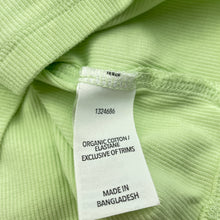 1324686
ORGANIC COTTON/
ELASTANE
EXCLUSIVE OF TRIMS
MADE IN
BANGLADESH